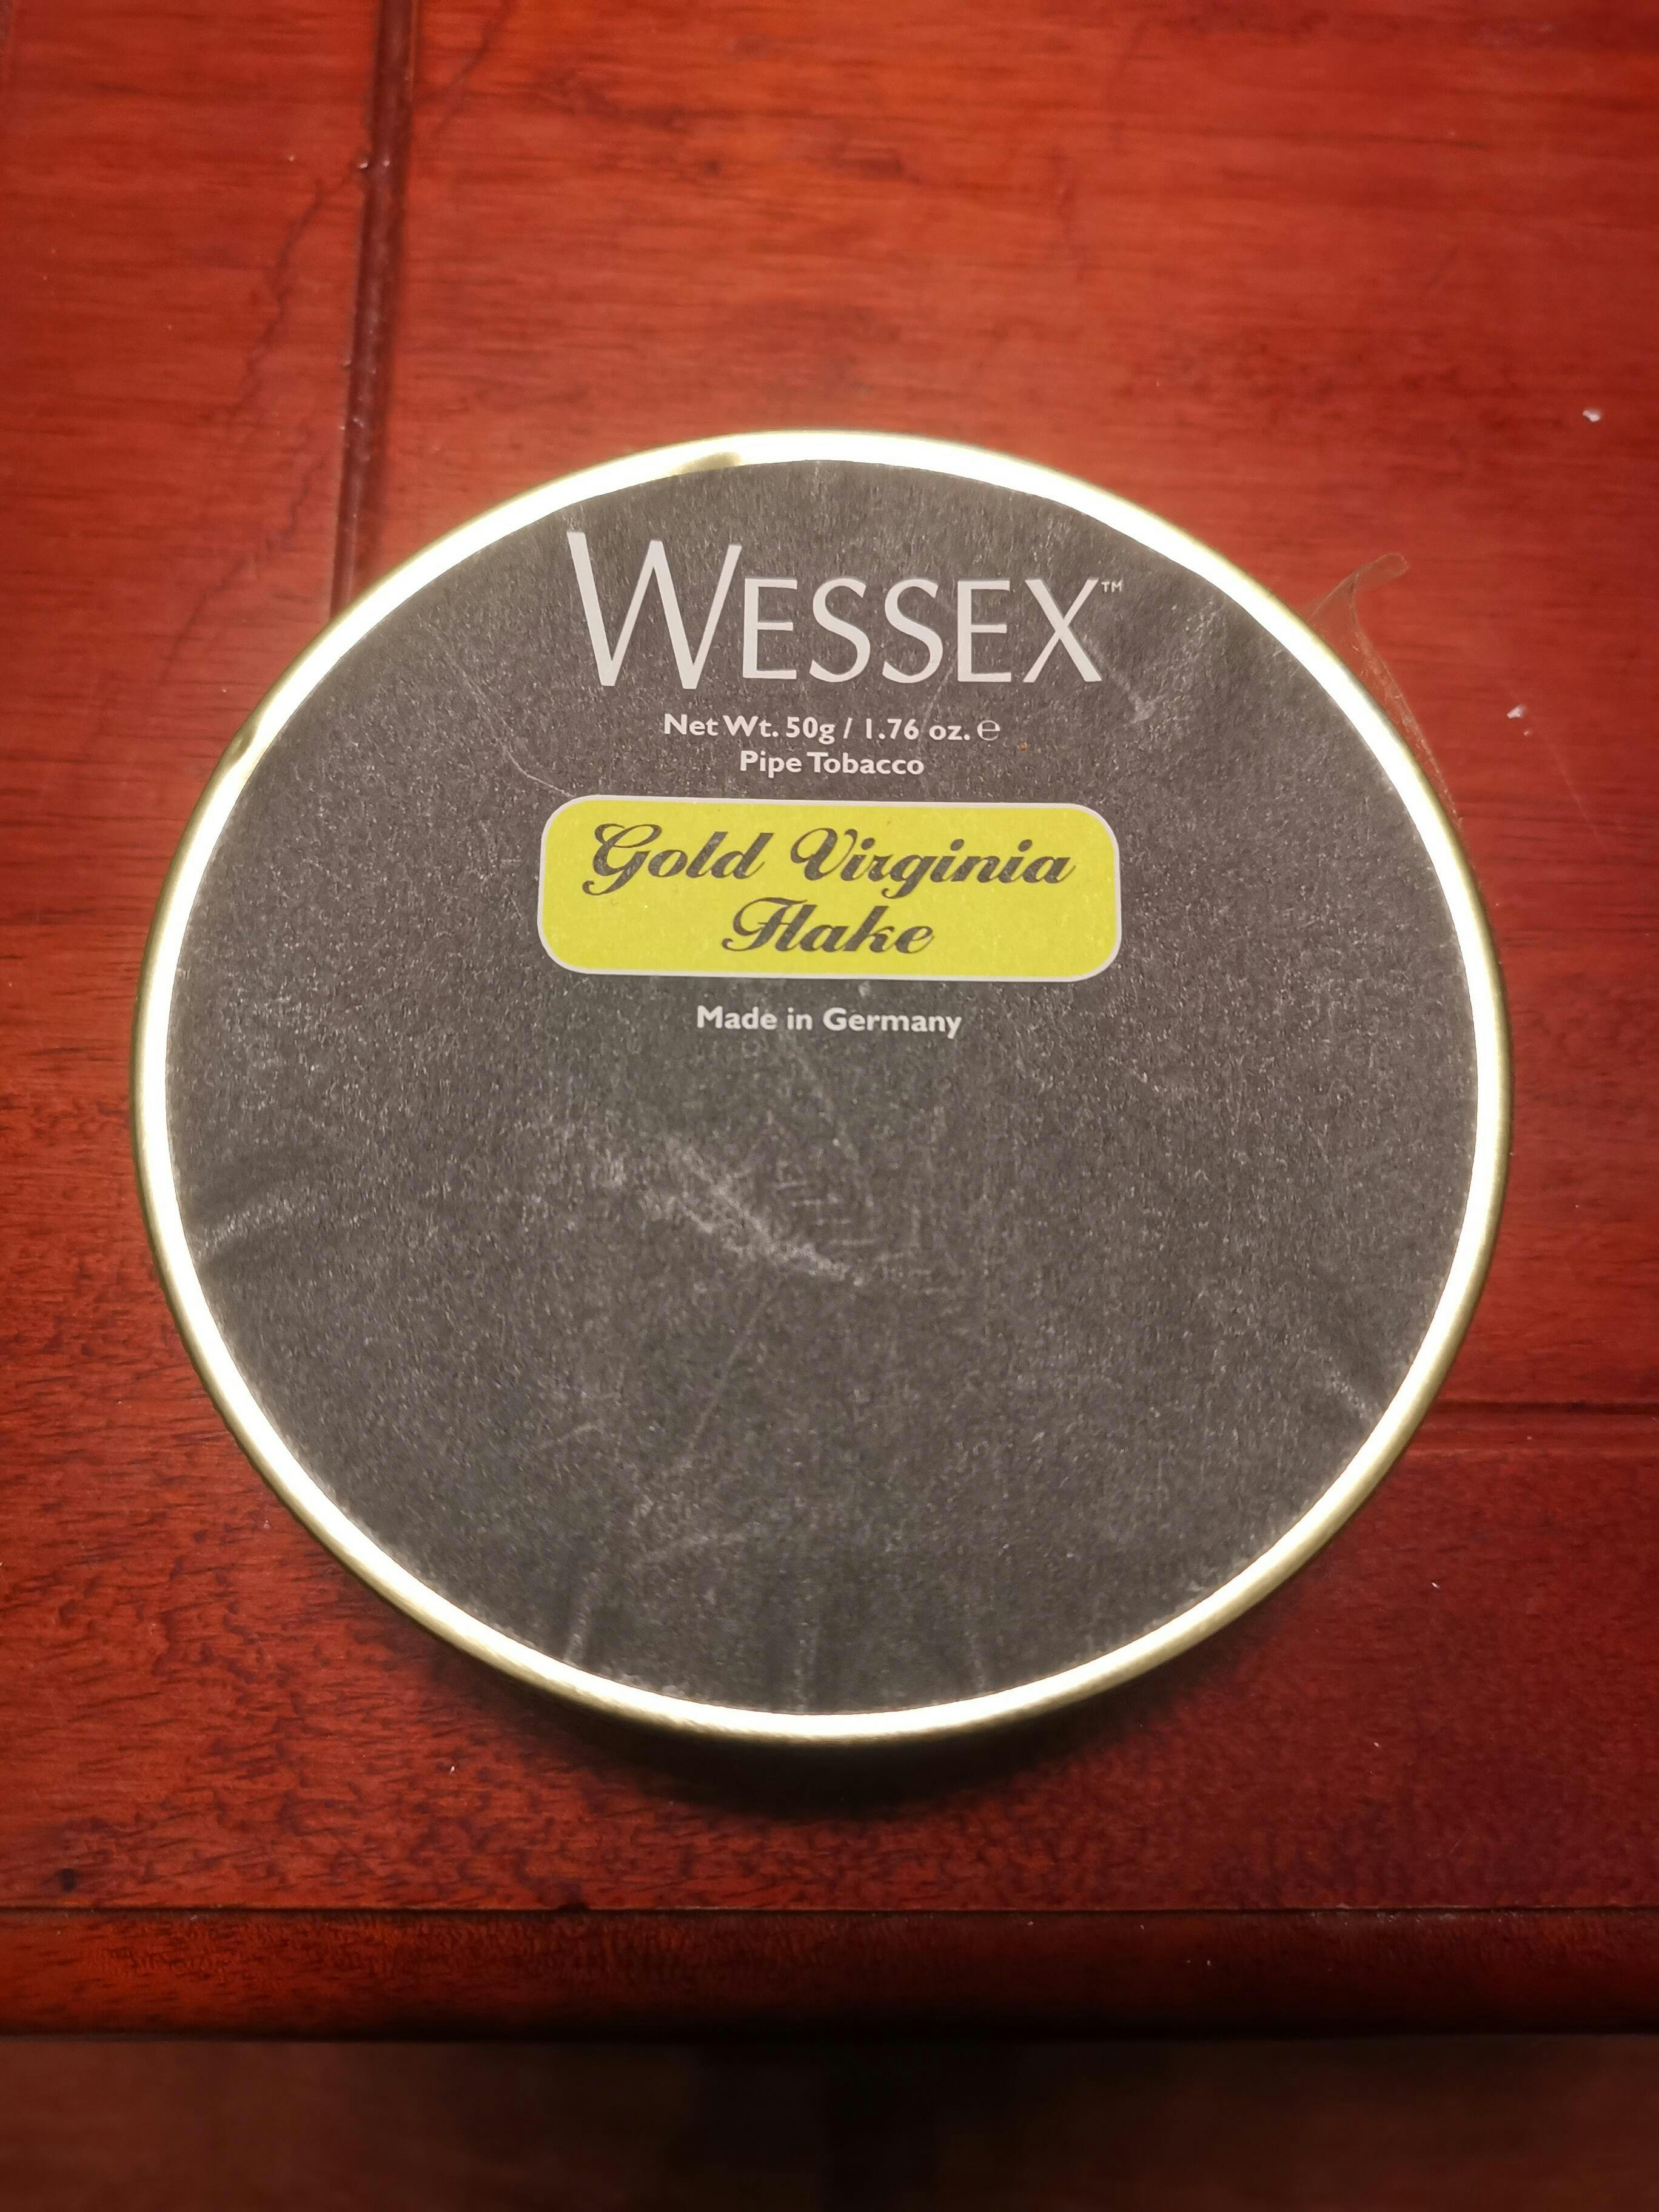 WESSEX™
Net Wt. 50g / 1.76 oz. ℮
Pipe Tobacco
Gold Virginia
Flake
Made in Germany